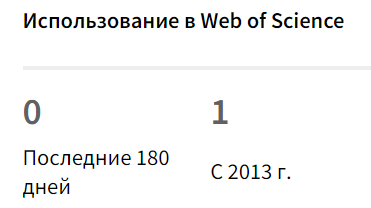 Использование в Web of Science
0
1
Последние 180
дней
С 2013 г.